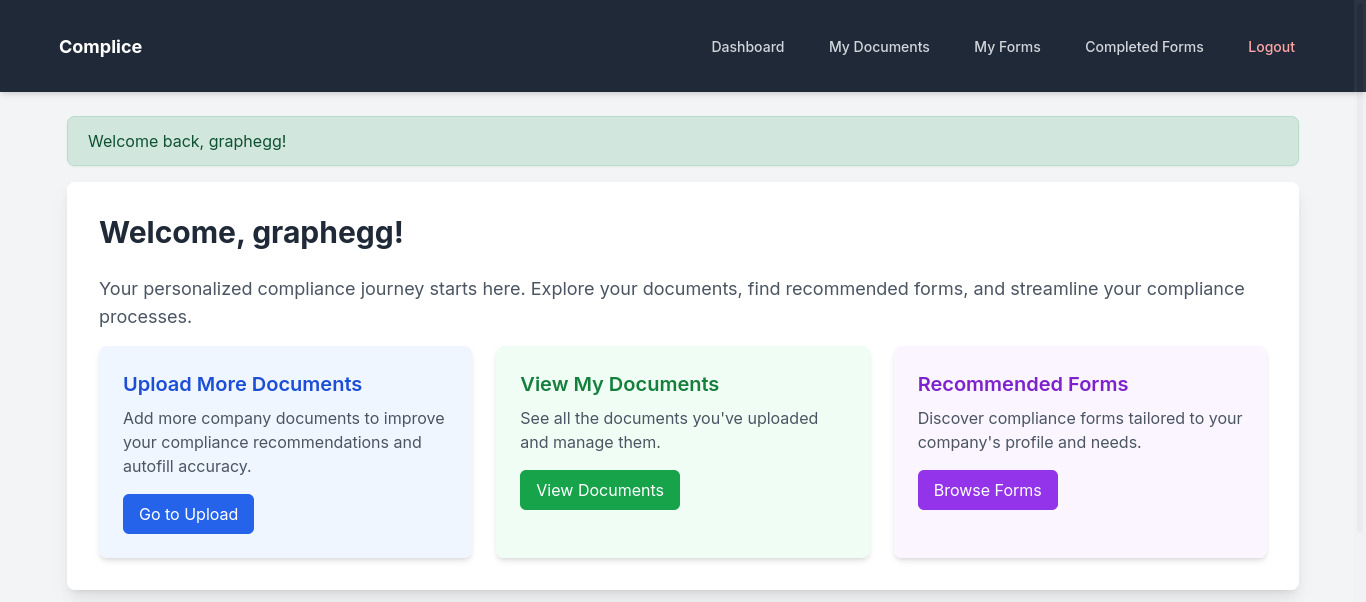 Complice
Dashboard
My Documents
My Forms
Completed Forms
Logout
Welcome back, graphegg!
Welcome, graphegg!
Your personalized compliance journey starts here. Explore your documents, find recommended forms, and streamline your compliance
processes.
Upload More Documents
Add more company documents to improve
your compliance recommendations and
autofill accuracy.
Go to Upload
View My Documents
See all the documents you've uploaded
and manage them.
View Documents
Recommended Forms
Discover compliance forms tailored to your
company's profile and needs.
Browse Forms